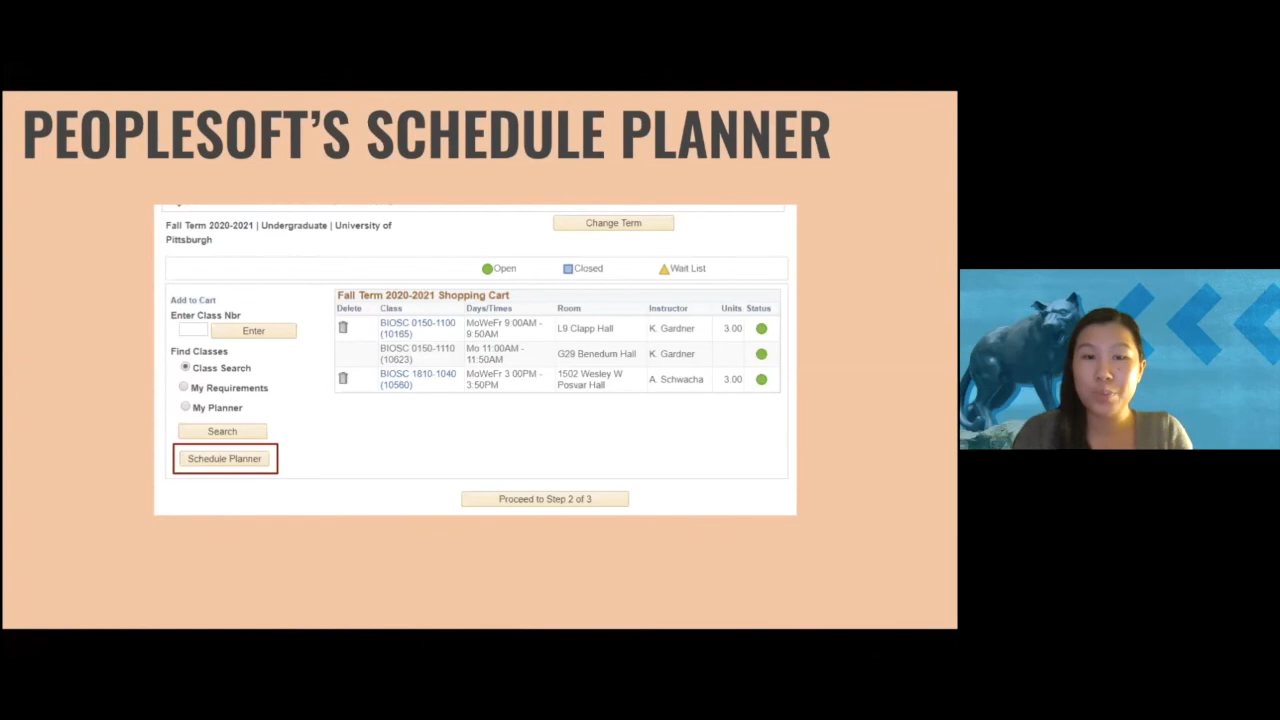 PEOPLESOFT'S SCHEDULE PLANNER
Fall Term 2020-2021 | Undergraduate | University of
Pittsburgh
Change Term
Open Closed Wait List
Add to Cart
Enter Class Nbr
Enter
Find Classes
Class Search
My Requirements
My Planner
Search
Schedule Planner
Fall Term 2020-2021 Shopping Cart
Delete Class Days/Times Room Instructor Units Status
BIOSC 0150-1100 MoWeFr 9:00AM -
(10165) 9:50AM L9 Clapp Hall K. Gardner 3.00
BIOSC 0150-1110 Mo 11:00AM -
(10623) 11:50AM G29 Benedum Hall K. Gardner
BIOSC 1810-1040 MoWeFr 3:00PM - 1502 Wesley W
(10560) 3:50PM Posvar Hall A. Schwacha 3.00
Proceed to Step 2 of 3